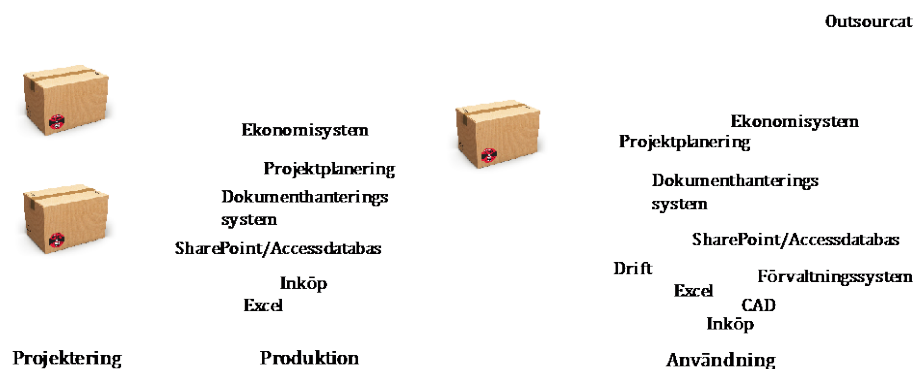 Outsourcat
Ekonomisystem
Projektplanering
Dokumenthanterings
system
SharePoint/Accessdatabas
Inköp
Excel
Ekonomisystem
Projektplanering
Dokumenthanterings
system
SharePoint/Accessdatabas
Drift
Förvaltningssystem
Excel
CAD
Inköp
Projektering
Produktion
Användning